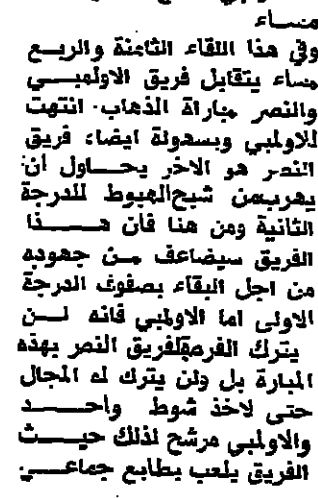 مساء
وفي هذا اللقاء الثامنة والربع
مساء يتقابل فريق الاولمبي
والنصر مباراة الذهاب. انتهت
للاولمبي وبسهولة ايضا، فريق
النصر هو الاخر يحاول ان
يهرب من شبح الهبوط للدرجة
الثانية ومن هنا فأن هذا
الفريق سيضاعف من جهوده
من اجل البقاء بصفوف الدرجة
الاولى اما الاولمبي فانه لن
يترك الفرصة لفريق النصر بهذه
المبارة بل ولن يترك له المجال
حتى لاخذ شوط واحد
والاولمبي مرشح لذلك حيث
الفريق يلعب بطابع جماعي.